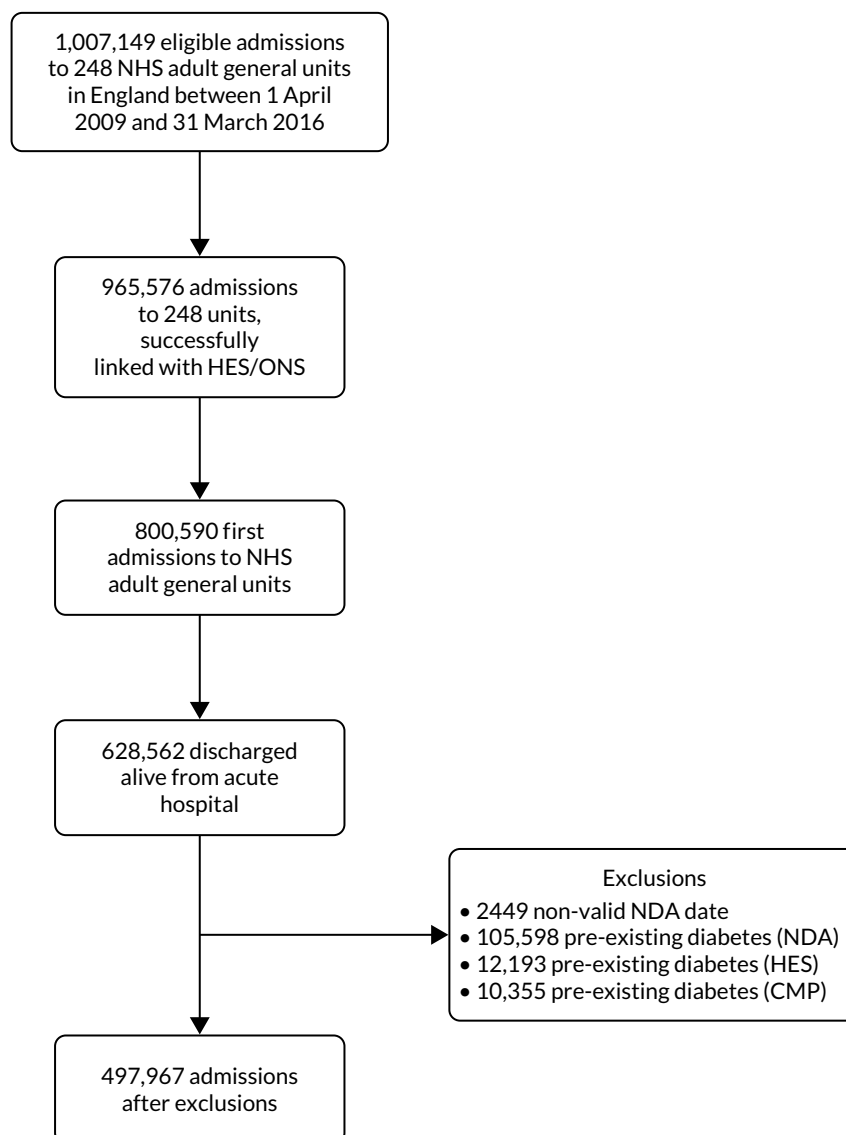 1,007,149 eligible admissions
to 248 NHS adult general units
in England between 1 April
2009 and 31 March 2016
965,576 admissions
to 248 units,
successfully
linked with HES/ONS
800,590 first
admissions to NHS
adult general units
628,562 discharged
alive from acute
hospital
Exclusions
• 2449 non-valid NDA date
• 105,598 pre-existing diabetes (NDA)
• 12,193 pre-existing diabetes (HES)
• 10,355 pre-existing diabetes (CMP)
497,967 admissions
after exclusions